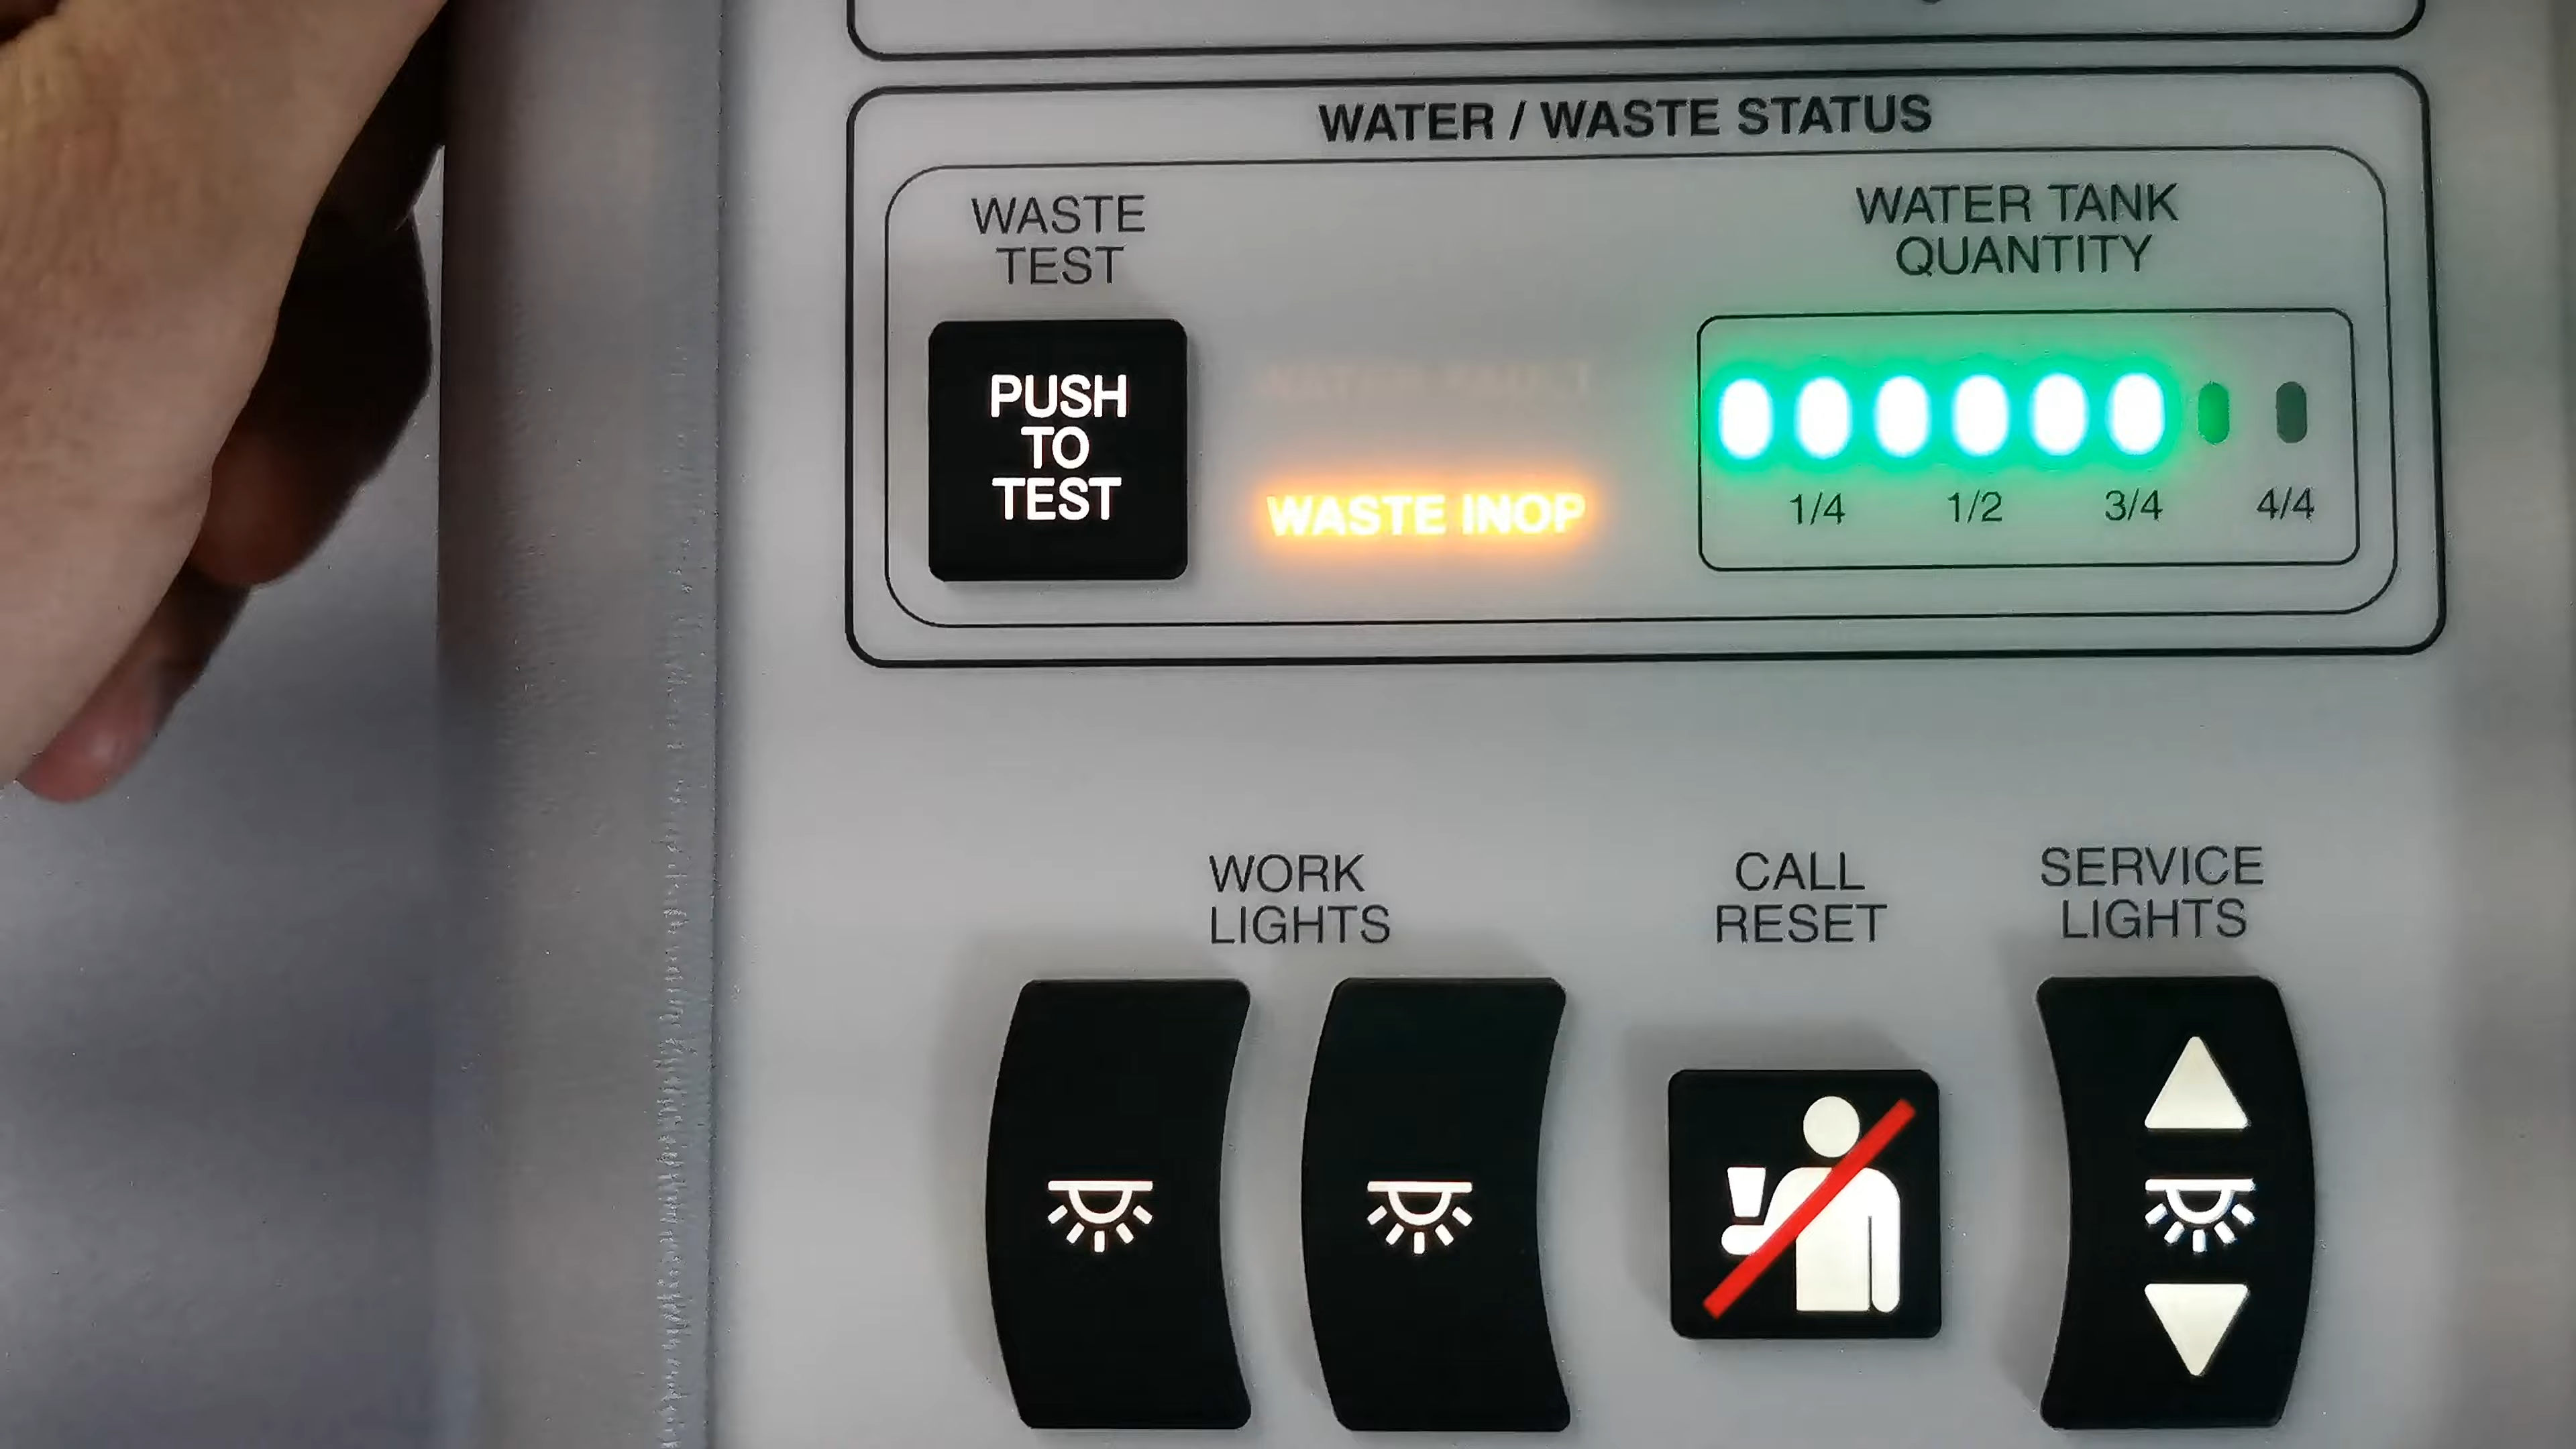 WATER / WASTE STATUS
WASTE
TEST
WATER TANK
QUANTITY
PUSH
TO
TEST
WASTE INOP
1/4 1/2 3/4 4/4
WORK
LIGHTS
CALL
RESET
SERVICE
LIGHTS